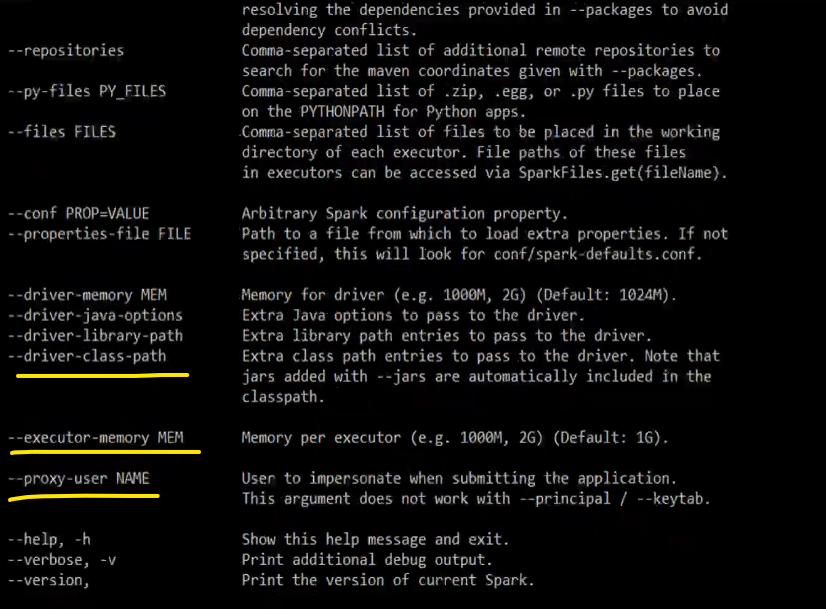 resolving the dependencies provided in --packages to avoid
dependency conflicts.
--repositories Comma-separated list of additional remote repositories to
search for the maven coordinates given with --packages.
--py-files PY_FILES Comma-separated list of .zip, .egg, or .py files to place
on the PYTHONPATH for Python apps.
--files FILES Comma-separated list of files to be placed in the working
directory of each executor. File paths of these files
in executors can be accessed via SparkFiles.get(fileName).
--conf PROP=VALUE Arbitrary Spark configuration property.
--properties-file FILE Path to a file from which to load extra properties. If not
specified, this will look for conf/spark-defaults.conf.
--driver-memory MEM Memory for driver (e.g. 1000M, 2G) (Default: 1024M).
--driver-java-options Extra Java options to pass to the driver.
--driver-library-path Extra library path entries to pass to the driver.
--driver-class-path Extra class path entries to pass to the driver. Note that
jars added with --jars are automatically included in the
classpath.
--executor-memory MEM Memory per executor (e.g. 1000M, 2G) (Default: 1G).
--proxy-user NAME User to impersonate when submitting the application.
This argument does not work with --principal / --keytab.
--help, -h Show this help message and exit.
--verbose, -v Print additional debug output.
--version, Print the version of current Spark.